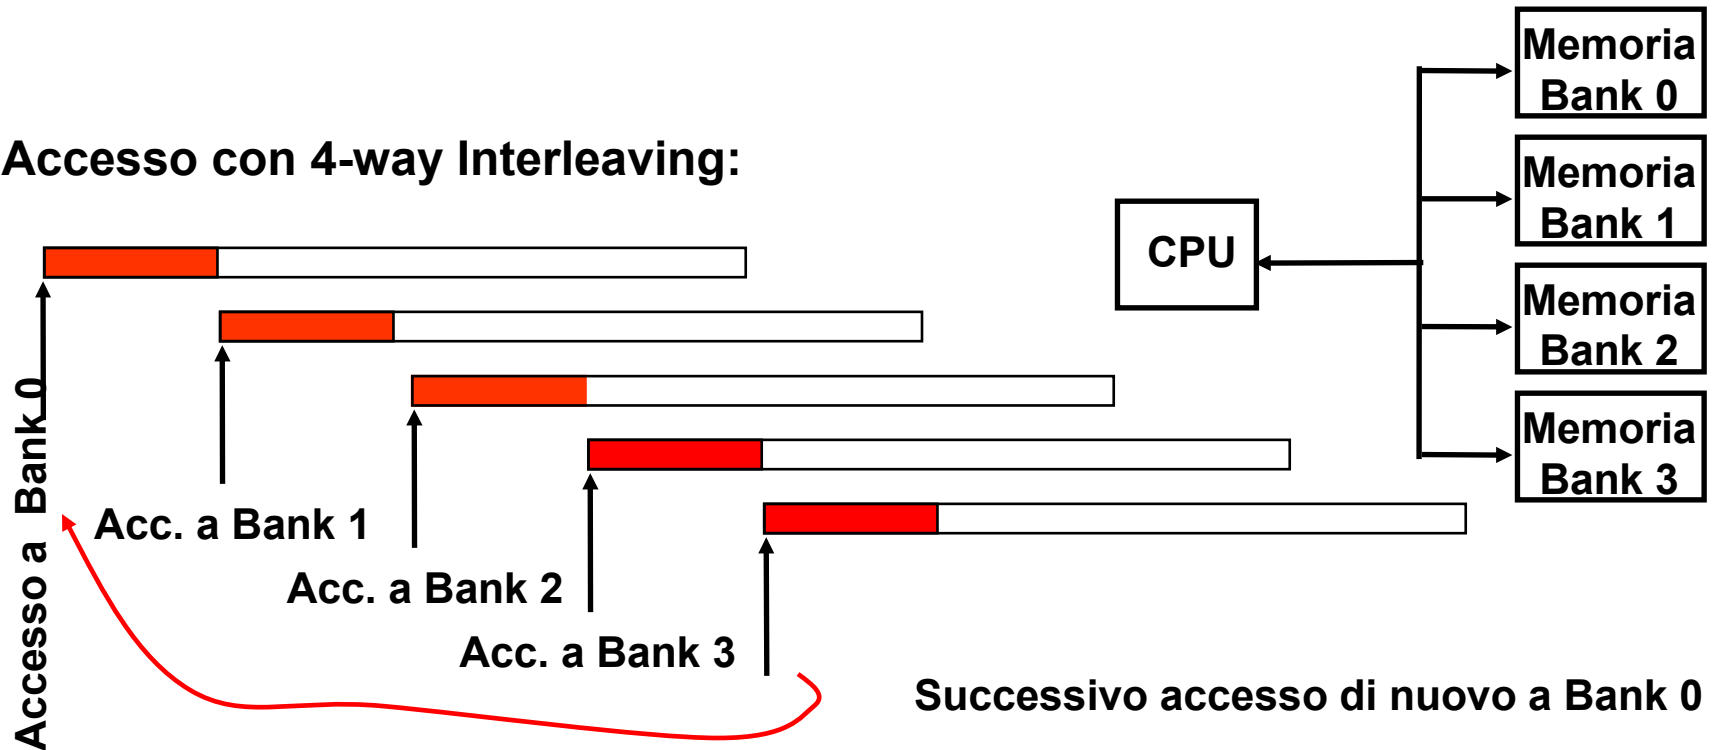 Accesso con 4-way Interleaving:
Accesso a Bank 0
Acc. a Bank 1
Acc. a Bank 2
Acc. a Bank 3
Successivo accesso di nuovo a Bank 0
CPU
Memoria
Bank 0
Memoria
Bank 1
Memoria
Bank 2
Memoria
Bank 3